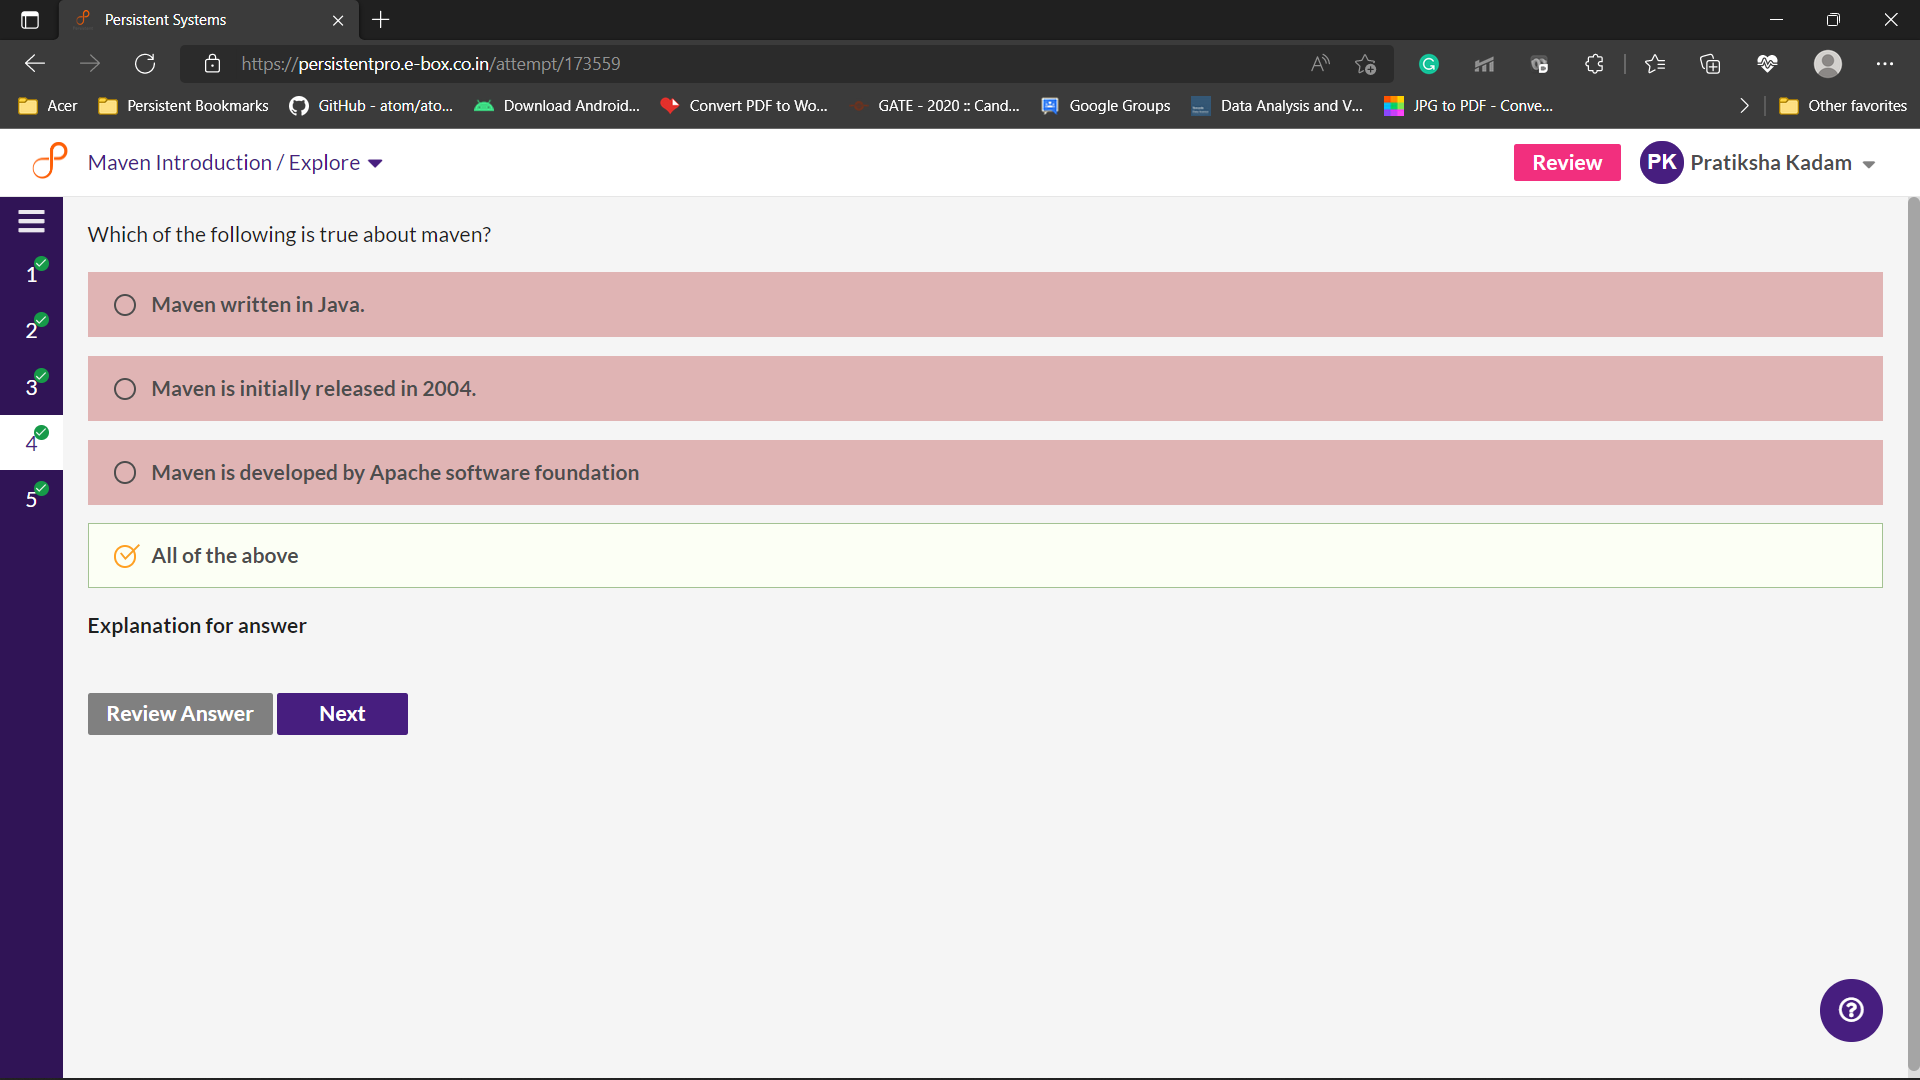 Persistent Systems
https://persistentpro.e-box.co.in/attempt/173559
Acer
Persistent Bookmarks
GitHub - atom/ato...
Download Android...
Convert PDF to Wo...
GATE - 2020 :: Cand...
Google Groups
Data Analysis and V...
JPG to PDF - Conve...
Other favorites
Maven Introduction / Explore
Review
PK
Pratiksha Kadam
Which of the following is true about maven?
1
Maven written in Java.
2
Maven is initially released in 2004.
3
4
Maven is developed by Apache software foundation
5
All of the above
Explanation for answer
Review Answer
Next